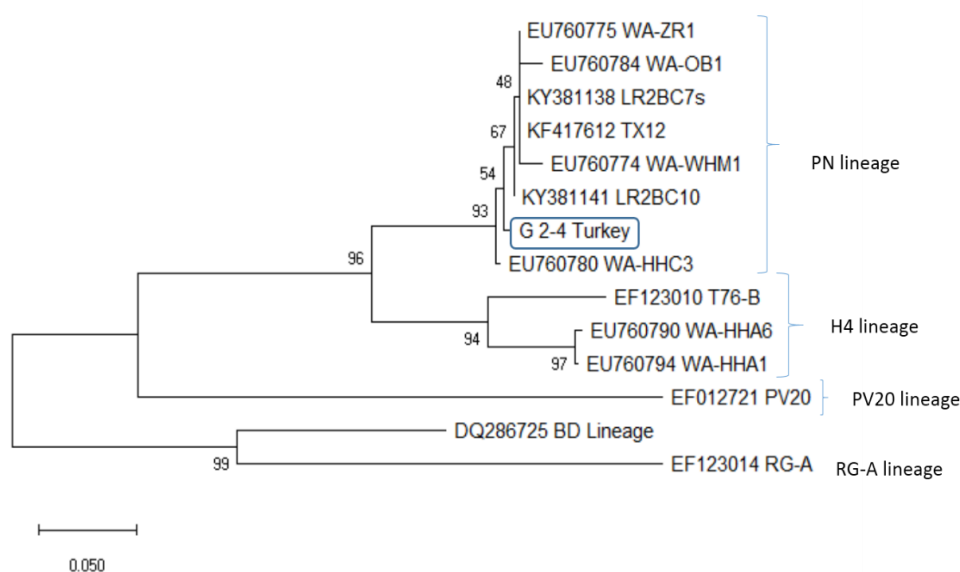 EU760775 WA-ZR1
EU760784 WA-OB1
48
KY381138 LR2BC7s
67
KF417612 TX12
EU760774 WA-WHM1
PN lineage
54
KY381141 LR2BC10
93
G 2-4 Turkey
96
EU760780 WA-HHC3
EF123010 T76-B
H4 lineage
94
EU760790 WA-HHA6
97
EU760794 WA-HHA1
EF012721 PV20
PV20 lineage
DQ286725 BD Lineage
99
EF123014 RG-A
RG-A lineage
0.050